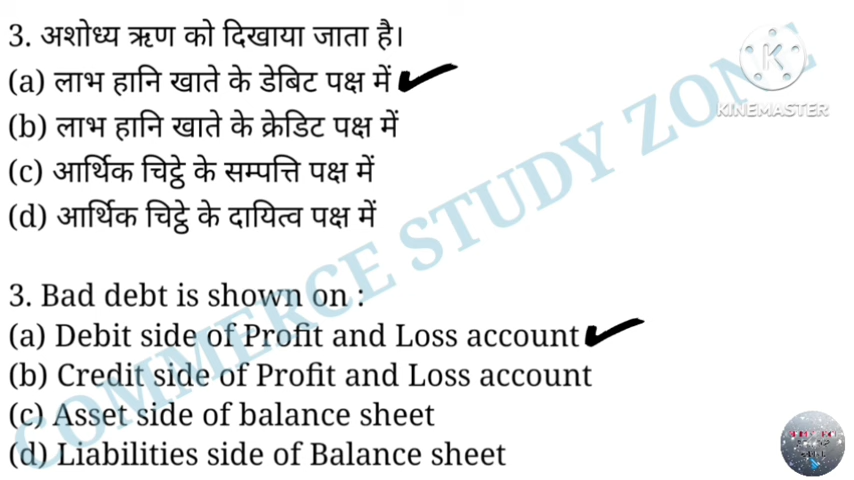 3. अशोध्य ऋण को दिखाया जाता है।
(a) लाभ हानि खाते के डेबिट पक्ष में
(b) लाभ हानि खाते के क्रेडिट पक्ष में
(c) आर्थिक चिट्ठे के सम्पत्ति पक्ष में
(d) आर्थिक चिट्ठे के दायित्व पक्ष में
3. Bad debt is shown on :
(a) Debit side of Profit and Loss account
(b) Credit side of Profit and Loss account
(c) Asset side of balance sheet
(d) Liabilities side of Balance sheet
COMMERCE STUDY ZONE
K
KINEMASTER